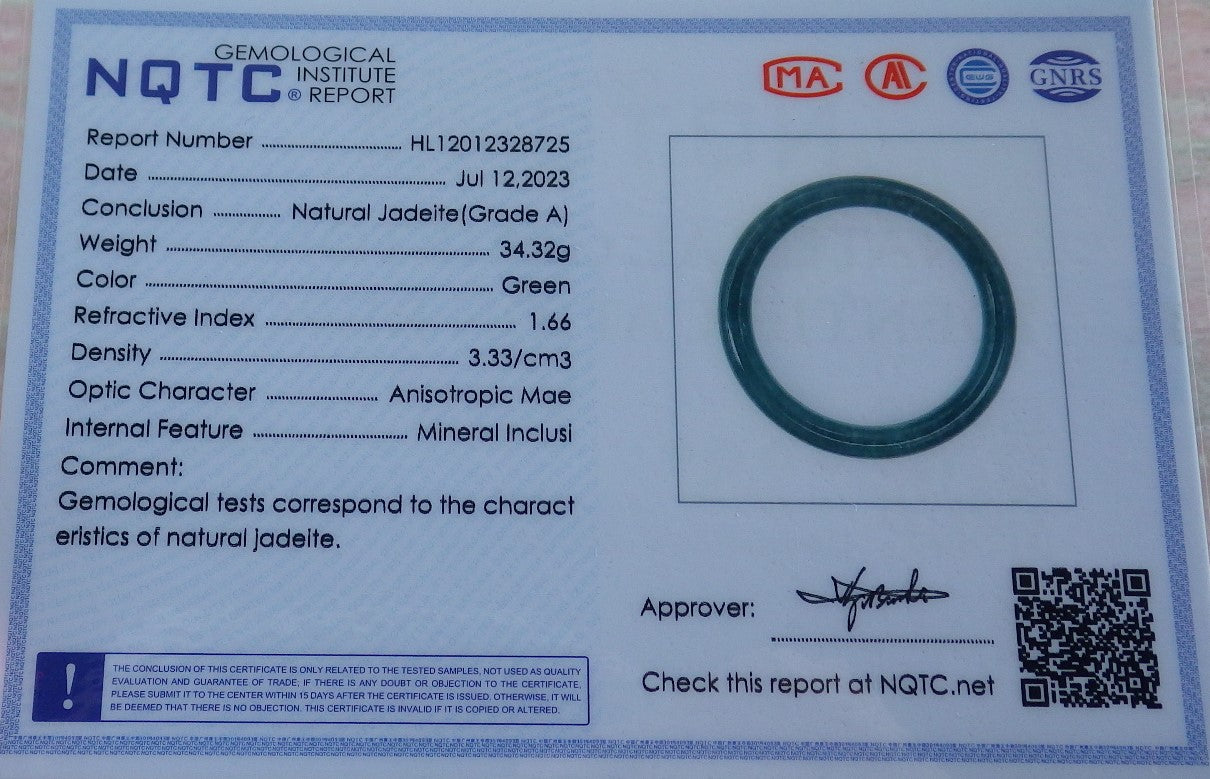 GEMOLOGICAL
NQTC® INSTITUTE
REPORT
MA
GNRS
Report Number HL12012328725
Date Jul 12,2023
Conclusion Natural Jadeite(Grade A)
Weight 34.32g
Color Green
Refractive Index 1.66
Density 3.33/cm3
Optic Character Anisotropic Mae
Internal Feature Mineral Inclusi
Comment:
Gemological tests correspond to the charact
eristics of natural jadeite.
Approver:
Check this report at NQTC.net
!
THE CONCLUSION OF THIS CERTIFICATE IS ONLY RELATED TO THE TESTED SAMPLES, NOT USED AS QUALITY
EVALUATION AND GUARANTEE OF TRADE; IF THERE IS ANY DOUBT OR OBJECTION TO THE CERTIFICATE,
PLEASE SUBMIT IT TO THE CENTER WITHIN 15 DAYS AFTER THE CERTIFICATE IS ISSUED, OTHERWISE, IT WILL
BE DEEMED THAT THERE IS NO OBJECTION. THIS CERTIFICATE IS INVALID IF IT IS COPIED OR ALTERED.